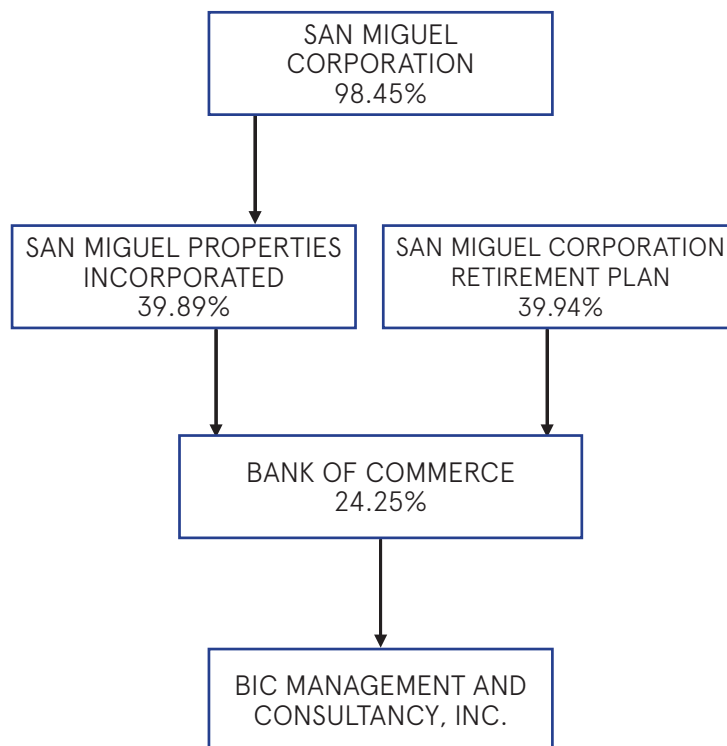 SAN MIGUEL
CORPORATION
98.45%
SAN MIGUEL PROPERTIES
INCORPORATED
39.89%
SAN MIGUEL CORPORATION
RETIREMENT PLAN
39.94%
BANK OF COMMERCE
24.25%
BIC MANAGEMENT AND
CONSULTANCY, INC.